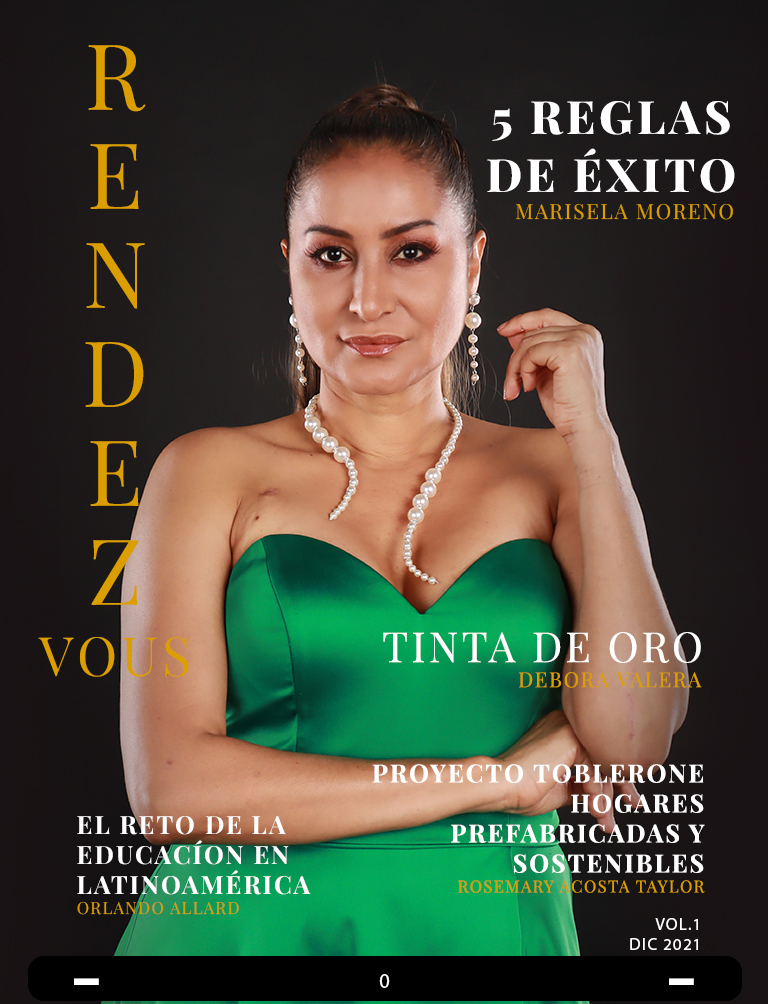 RENDEZ
VOUS
5 REGLAS
DE ÉXITO
MARISELA MORENO
TINTA DE ORO
DEBORA VALERA
PROYECTO TOBLERONE
HOGARES
PREFABRICADAS Y
SOSTENIBLES
ROSEMARY ACOSTA TAYLOR
EL RETO DE LA
EDUCACÍON EN
LATINOAMÉRICA
ORLANDO ALLARD
VOL.1
DIC 2021
0